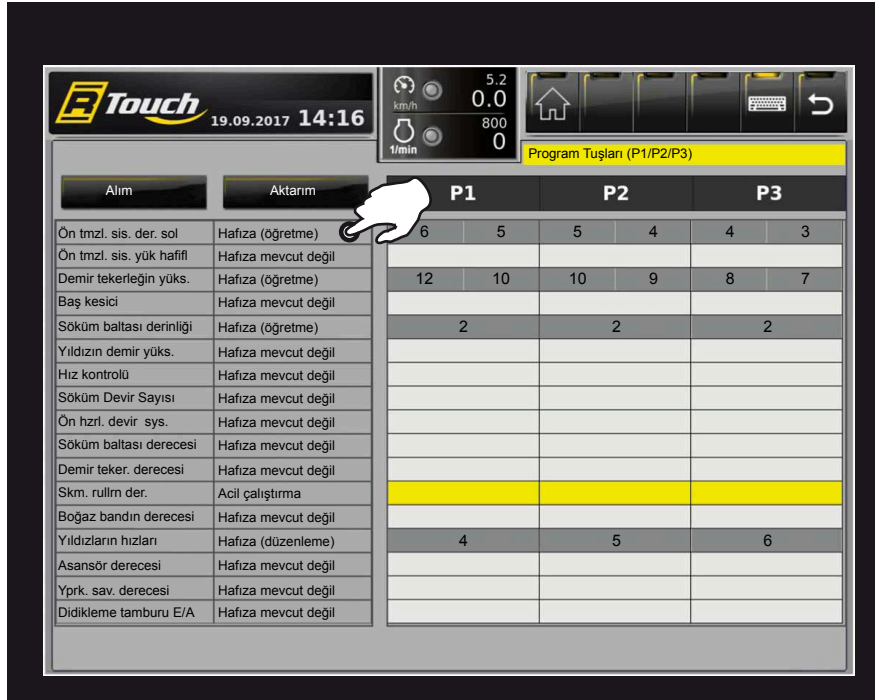 R Touch 19.09.2017 14:16
km/h 5.2
0.0
1/min 800
0
Program Tuşları (P1/P2/P3)
Alım Aktarım P1 P2 P3
Ön tmzl. sis. der. sol Hafıza (öğretme) 6 5 5 4 4 3
Ön tmzl. sis. yük hafifl Hafıza mevcut değil
Demir tekerleğin yüks. Hafıza (öğretme) 12 10 10 9 8 7
Baş kesici Hafıza mevcut değil
Söküm baltası derinliği Hafıza (öğretme) 2 2 2
Yıldızın demir yüks. Hafıza mevcut değil
Hız kontrolü Hafıza mevcut değil
Söküm Devir Sayısı Hafıza mevcut değil
Ön hzrl. devir sys. Hafıza mevcut değil
Söküm baltası derecesi Hafıza mevcut değil
Demir teker. derecesi Hafıza mevcut değil
Skm. rullrn der. Acil çalıştırma
Boğaz bandın derecesi Hafıza mevcut değil
Yıldızların hızları Hafıza (düzenleme) 4 5 6
Asansör derecesi Hafıza mevcut değil
Yprk. sav. derecesi Hafıza mevcut değil
Didikleme tamburu E/A Hafıza mevcut değil